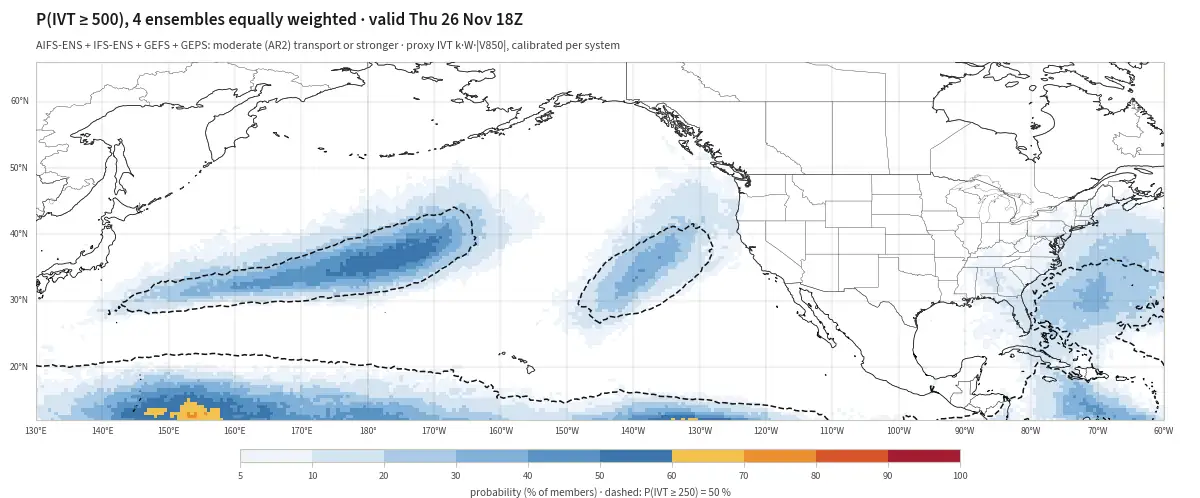 P(IVT ≥ 500), 4 ensembles equally weighted · valid Thu 26 Nov 18Z
AIFS-ENS + IFS-ENS + GEFS + GEPS: moderate (AR2) transport or stronger · proxy IVT k·W·|V850|, calibrated per system
60°N
50°N
40°N
30°N
20°N
130°E 140°E 150°E 160°E 170°E 180° 170°W 160°W 150°W 140°W 130°W 120°W 110°W 100°W 90°W 80°W 70°W 60°W
5 10 20 30 40 50 60 70 80 90 100
probability (% of members) · dashed: P(IVT ≥ 250) = 50 %